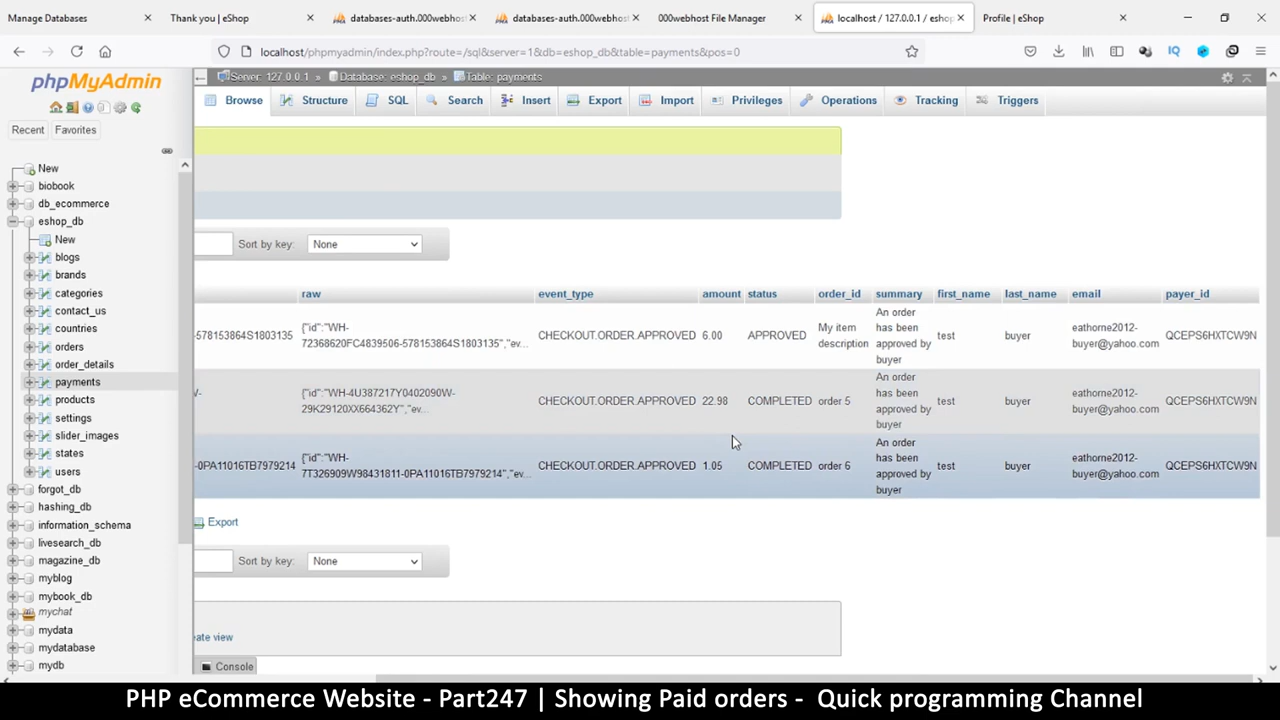 Manage Databases
Thank you | eShop
databases-auth.000webhost
databases-auth.000webhost
000webhost File Manager
localhost / 127.0.0.1 / eshop
Profile | eShop
localhost/phpmyadmin/index.php?route=/sql&server=1&db=eshop_db&table=payments&pos=0
IQ
phpMyAdmin
Recent
Favorites
New
biobook
db_ecommerce
eshop_db
New
blogs
brands
categories
contact_us
countries
orders
order_details
payments
products
settings
slider_images
states
users
forgot_db
hashing_db
information_schema
livesearch_db
magazine_db
myblog
mybook_db
mychat
mydata
mydatabase
mydb
Server: 127.0.0.1 » Database: eshop_db » Table: payments
Browse Structure SQL Search Insert Export Import Privileges Operations Tracking Triggers
Sort by key: None
raw event_type amount status order_id summary first_name last_name email payer_id
-578153864S1803135 {"id":"WH-
72368620FC4839506-578153864S1803135","ev... CHECKOUT.ORDER.APPROVED 6.00 APPROVED My item
description An order
has been
approved by
buyer test buyer eathorne2012-
buyer@yahoo.com QCEPS6HXTCW9N
V- {"id":"WH-4U387217Y0402090W-
29K29120XX664362Y","ev... CHECKOUT.ORDER.APPROVED 22.98 COMPLETED order 5 An order
has been
approved by
buyer test buyer eathorne2012-
buyer@yahoo.com QCEPS6HXTCW9N
-0PA11016TB7979214 {"id":"WH-
7T326909W98431811-0PA11016TB7979214","ev... CHECKOUT.ORDER.APPROVED 1.05 COMPLETED order 6 An order
has been
approved by
buyer test buyer eathorne2012-
buyer@yahoo.com QCEPS6HXTCW9N
Export
Sort by key: None
eate view
Console
PHP eCommerce Website - Part247 | Showing Paid orders - Quick programming Channel